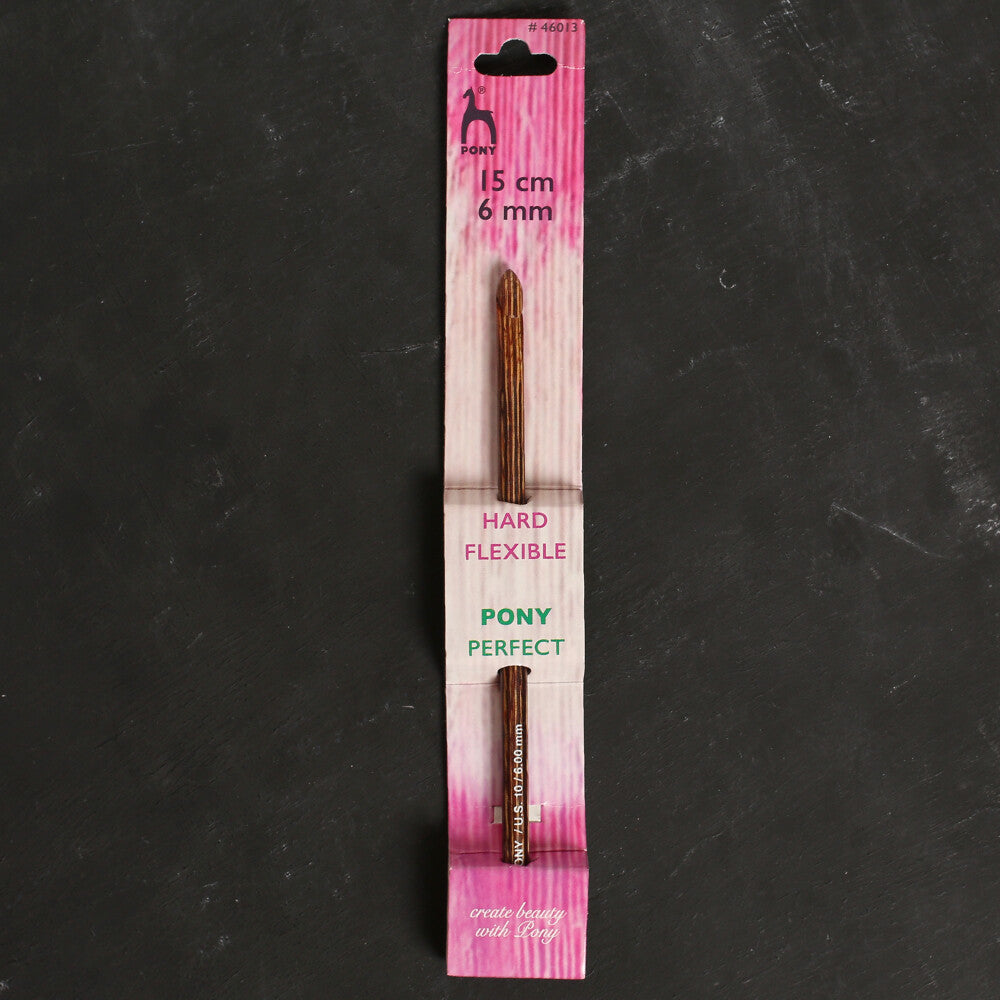 # 46013
®
PONY
15 cm
6 mm
HARD
FLEXIBLE
PONY
PERFECT
ONY / U.S. 10 / 6.00 mm
create beauty
with Pony